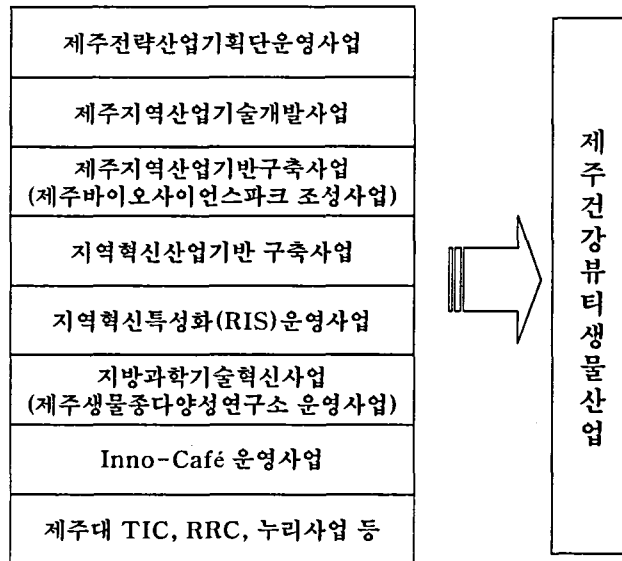 제주전략산업기획단운영사업
제주지역산업기술개발사업
제주지역산업기반구축사업
(제주바이오사이언스파크 조성사업)
지역혁신산업기반 구축사업
지역혁신특성화(RIS)운영사업
지방과학기술혁신사업
(제주생물종다양성연구소 운영사업)
Inno-Café 운영사업
제주대 TIC, RRC, 누리사업 등
제주건강뷰티생물산업